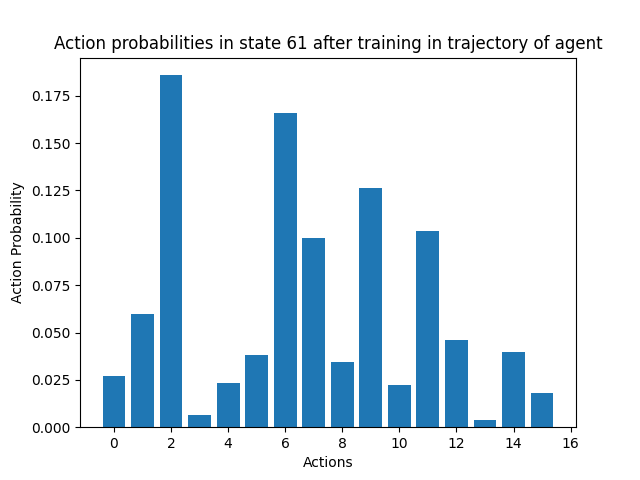 Action probabilities in state 61 after training in trajectory of agent
0.175
0.150
0.125
0.100
0.075
0.050
0.025
0.000
Action Probability
0 2 4 6 8 10 12 14 16
Actions